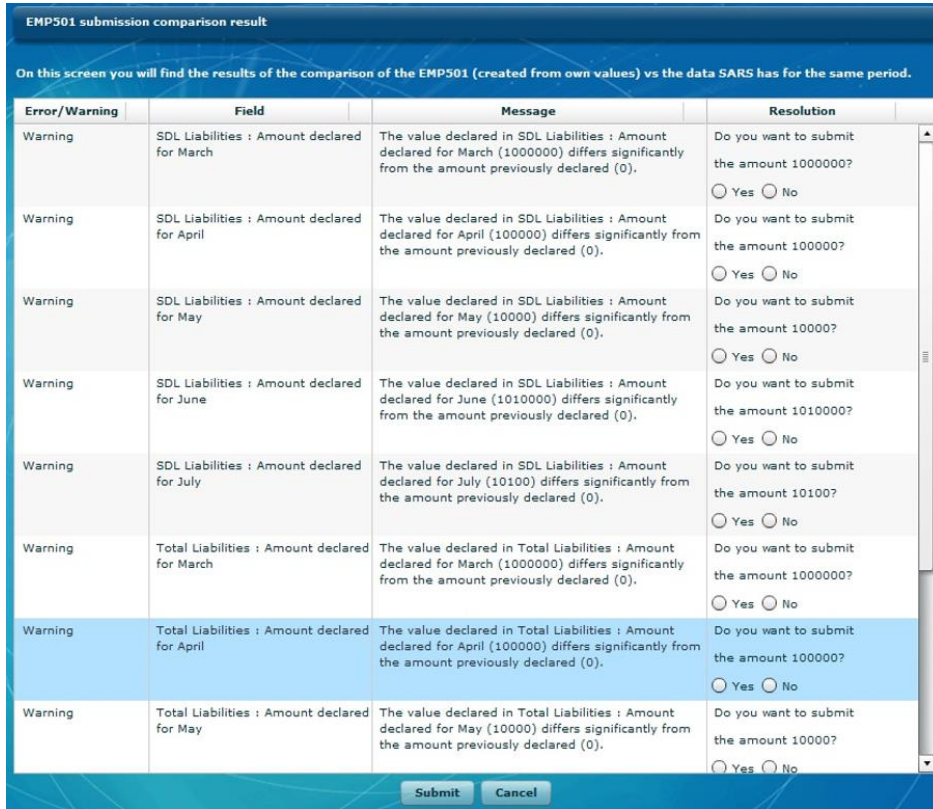 EMP501 submission comparison result
On this screen you will find the results of the comparison of the EMP501 (created from own values) vs the data SARS has for the same period.
Error/Warning Field Message Resolution
Warning
SDL Liabilities : Amount declared
for March
The value declared in SDL Liabilities : Amount
declared for March (1000000) differs significantly
from the amount previously declared (0).
Do you want to submit
the amount 1000000?
Yes No
Warning
SDL Liabilities : Amount declared
for April
The value declared in SDL Liabilities : Amount
declared for April (100000) differs significantly from
the amount previously declared (0).
Do you want to submit
the amount 100000?
Yes No
Warning
SDL Liabilities : Amount declared
for May
The value declared in SDL Liabilities : Amount
declared for May (10000) differs significantly from
the amount previously declared (0).
Do you want to submit
the amount 10000?
Yes No
Warning
SDL Liabilities : Amount declared
for June
The value declared in SDL Liabilities : Amount
declared for June (1010000) differs significantly
from the amount previously declared (0).
Do you want to submit
the amount 1010000?
Yes No
Warning
SDL Liabilities : Amount declared
for July
The value declared in SDL Liabilities : Amount
declared for July (10100) differs significantly from
the amount previously declared (0).
Do you want to submit
the amount 10100?
Yes No
Warning
Total Liabilities : Amount declared
for March
The value declared in Total Liabilities : Amount
declared for March (1000000) differs significantly
from the amount previously declared (0).
Do you want to submit
the amount 1000000?
Yes No
Warning
Total Liabilities : Amount declared
for April
The value declared in Total Liabilities : Amount
declared for April (100000) differs significantly from
the amount previously declared (0).
Do you want to submit
the amount 100000?
Yes No
Warning
Total Liabilities : Amount declared
for May
The value declared in Total Liabilities : Amount
declared for May (10000) differs significantly from
the amount previously declared (0).
Do you want to submit
the amount 10000?
Yes No
Submit Cancel